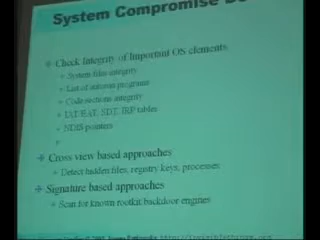 System Compromise De
Check Integrity of Important OS elements
System files integrity
List of autorun programs
Code sections integrity
IAT/EAT, SDT, IRP tables
NDIS pointers
Cross view based approaches
Detect hidden files, registry keys, processes
Signature based approaches
Scan for known rootkit/backdoor engines